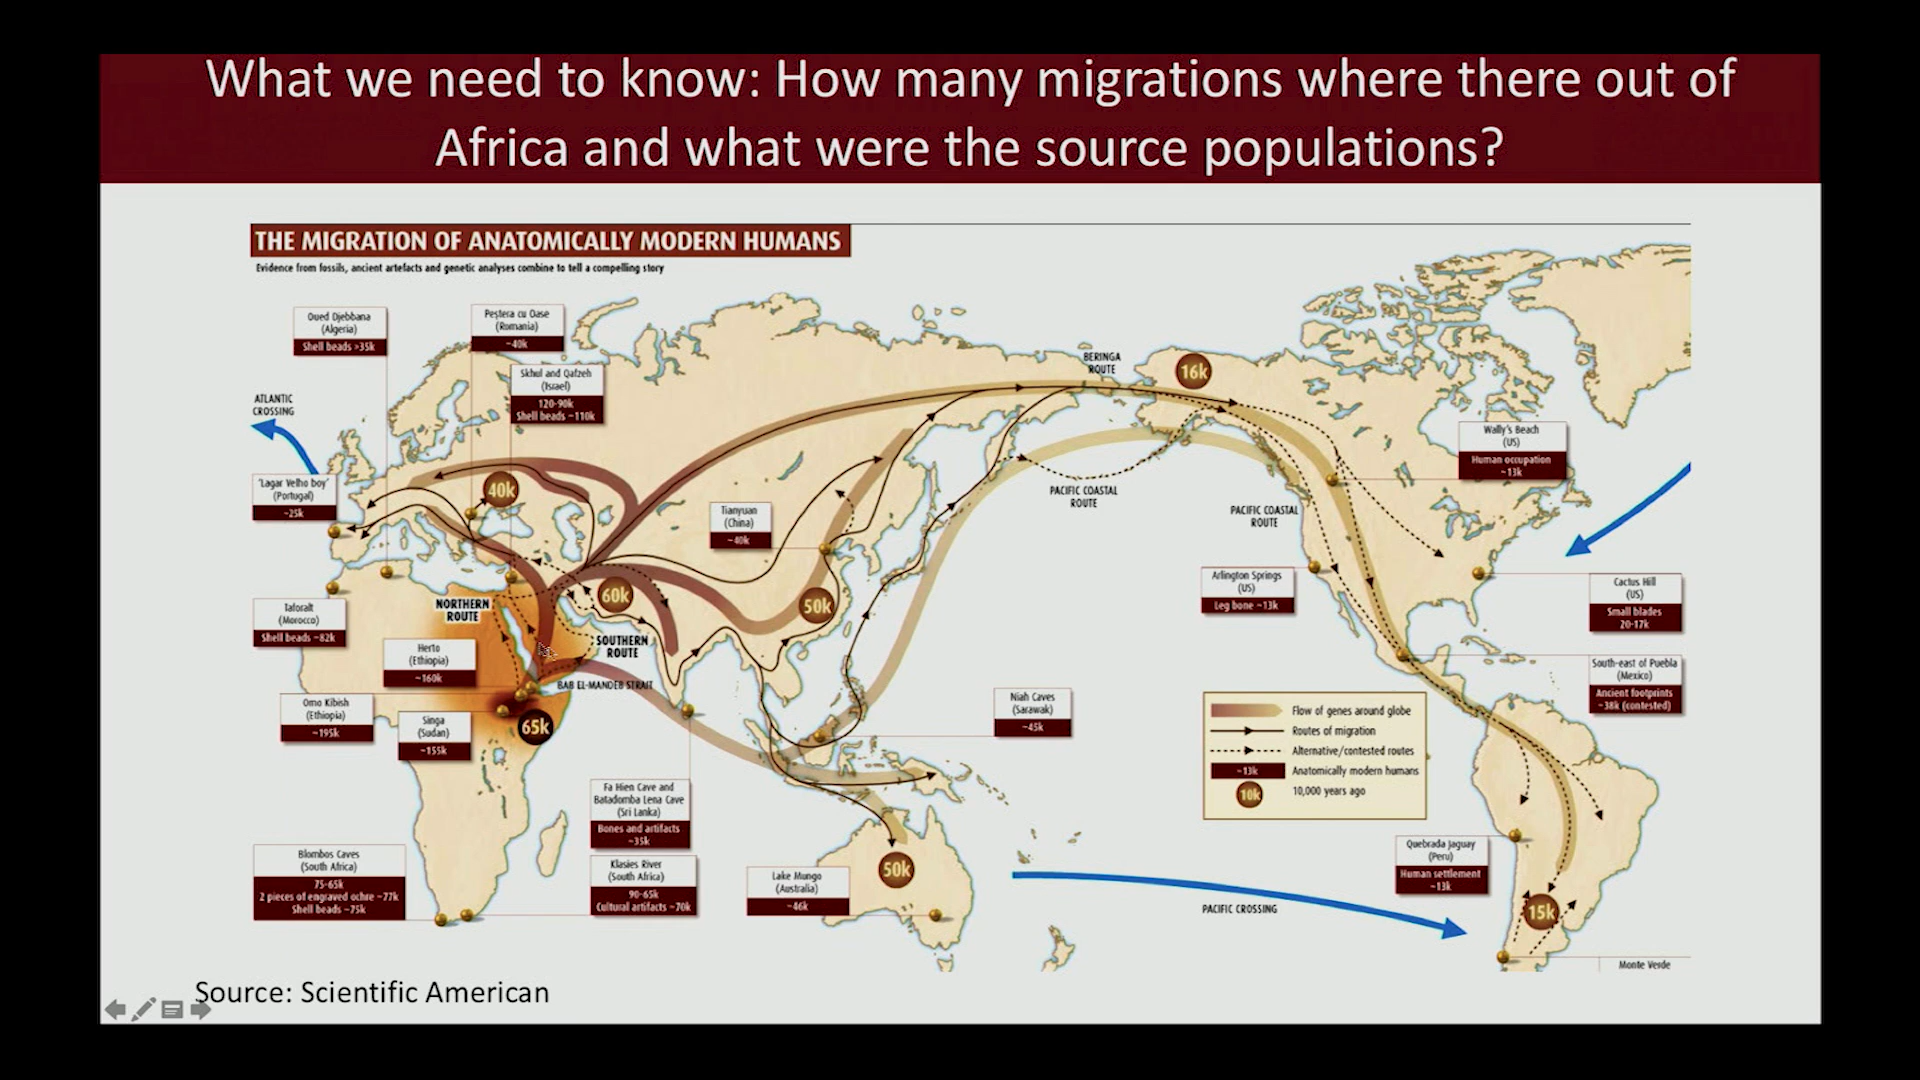 What we need to know: How many migrations where there out of
Africa and what were the source populations?
THE MIGRATION OF ANATOMICALLY MODERN HUMANS
Evidence from fossils, ancient artefacts and genetic analyses combine to tell a compelling story
Oued Djebbana
(Algeria)
Shell beads >35k
Peştera cu Oase
(Romania)
~40k
Skhul and Qafzeh
(Israel)
120-90k
Shell beads ~110k
ATLANTIC
CROSSING
'Lagar Velho boy'
(Portugal)
~25k
40k
BERINGA
ROUTE
16k
Wally's Beach
(US)
Human occupation
~13k
PACIFIC COASTAL
ROUTE
PACIFIC COASTAL
ROUTE
Tianyuan
(China)
~40k
Arlington Springs
(US)
Leg bone ~13k
Cactus Hill
(US)
Small blades
20-17k
Taforalt
(Morocco)
Shell beads ~82k
NORTHERN
ROUTE
60k
50k
SOUTHERN
ROUTE
Herto
(Ethiopia)
~160k
BAB EL-MANDEB STRAIT
South-east of Puebla
(Mexico)
Ancient footprints
~38k (contested)
Omo Kibish
(Ethiopia)
~195k
Singa
(Sudan)
~155k
65k
Niah Caves
(Sarawak)
~45k
Flow of genes around globe
Routes of migration
Alternative/contested routes
~13k
Anatomically modern humans
10k
10,000 years ago
Fa Hien Cave and
Batadomba Lena Cave
(Sri Lanka)
Bones and artifacts
~35k
Blombos Caves
(South Africa)
75-65k
2 pieces of engraved ochre ~77k
Shell beads ~75k
Klasies River
(South Africa)
90-65k
Cultural artifacts ~70k
Lake Mungo
(Australia)
~46k
50k
PACIFIC CROSSING
Quebrada Jaguay
(Peru)
Human settlement
~13k
15k
Monte Verde
Source: Scientific American